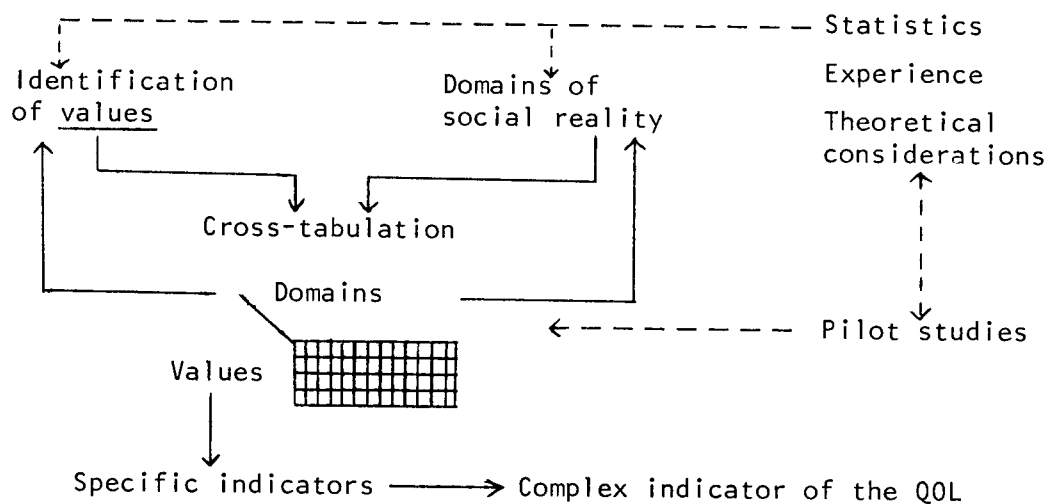 Statistics
Identification
of values
Domains of
social reality
Experience
Theoretical
considerations
Cross-tabulation
Domains
Pilot studies
Values
Specific indicators
Complex indicator of the QOL